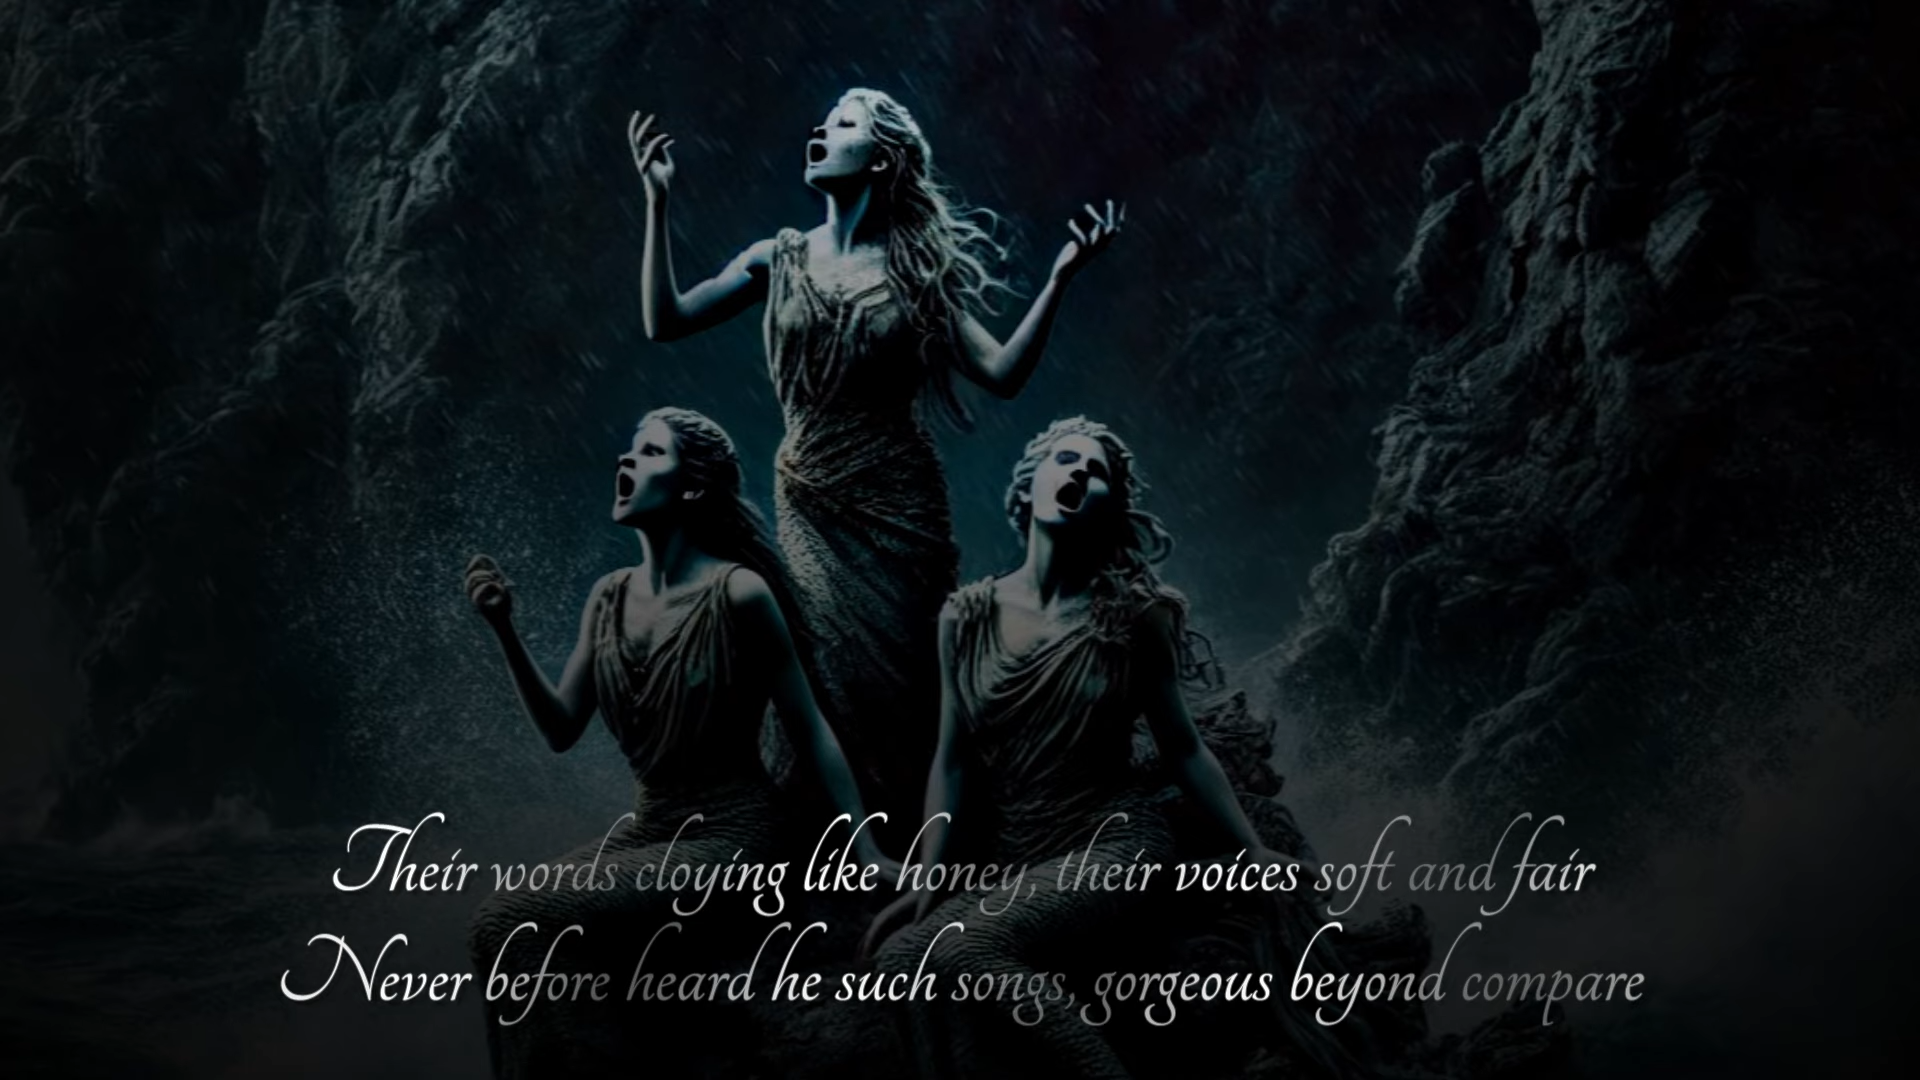 Their words cloying like honey, their voices soft and fair
Never before heard he such songs, gorgeous beyond compare